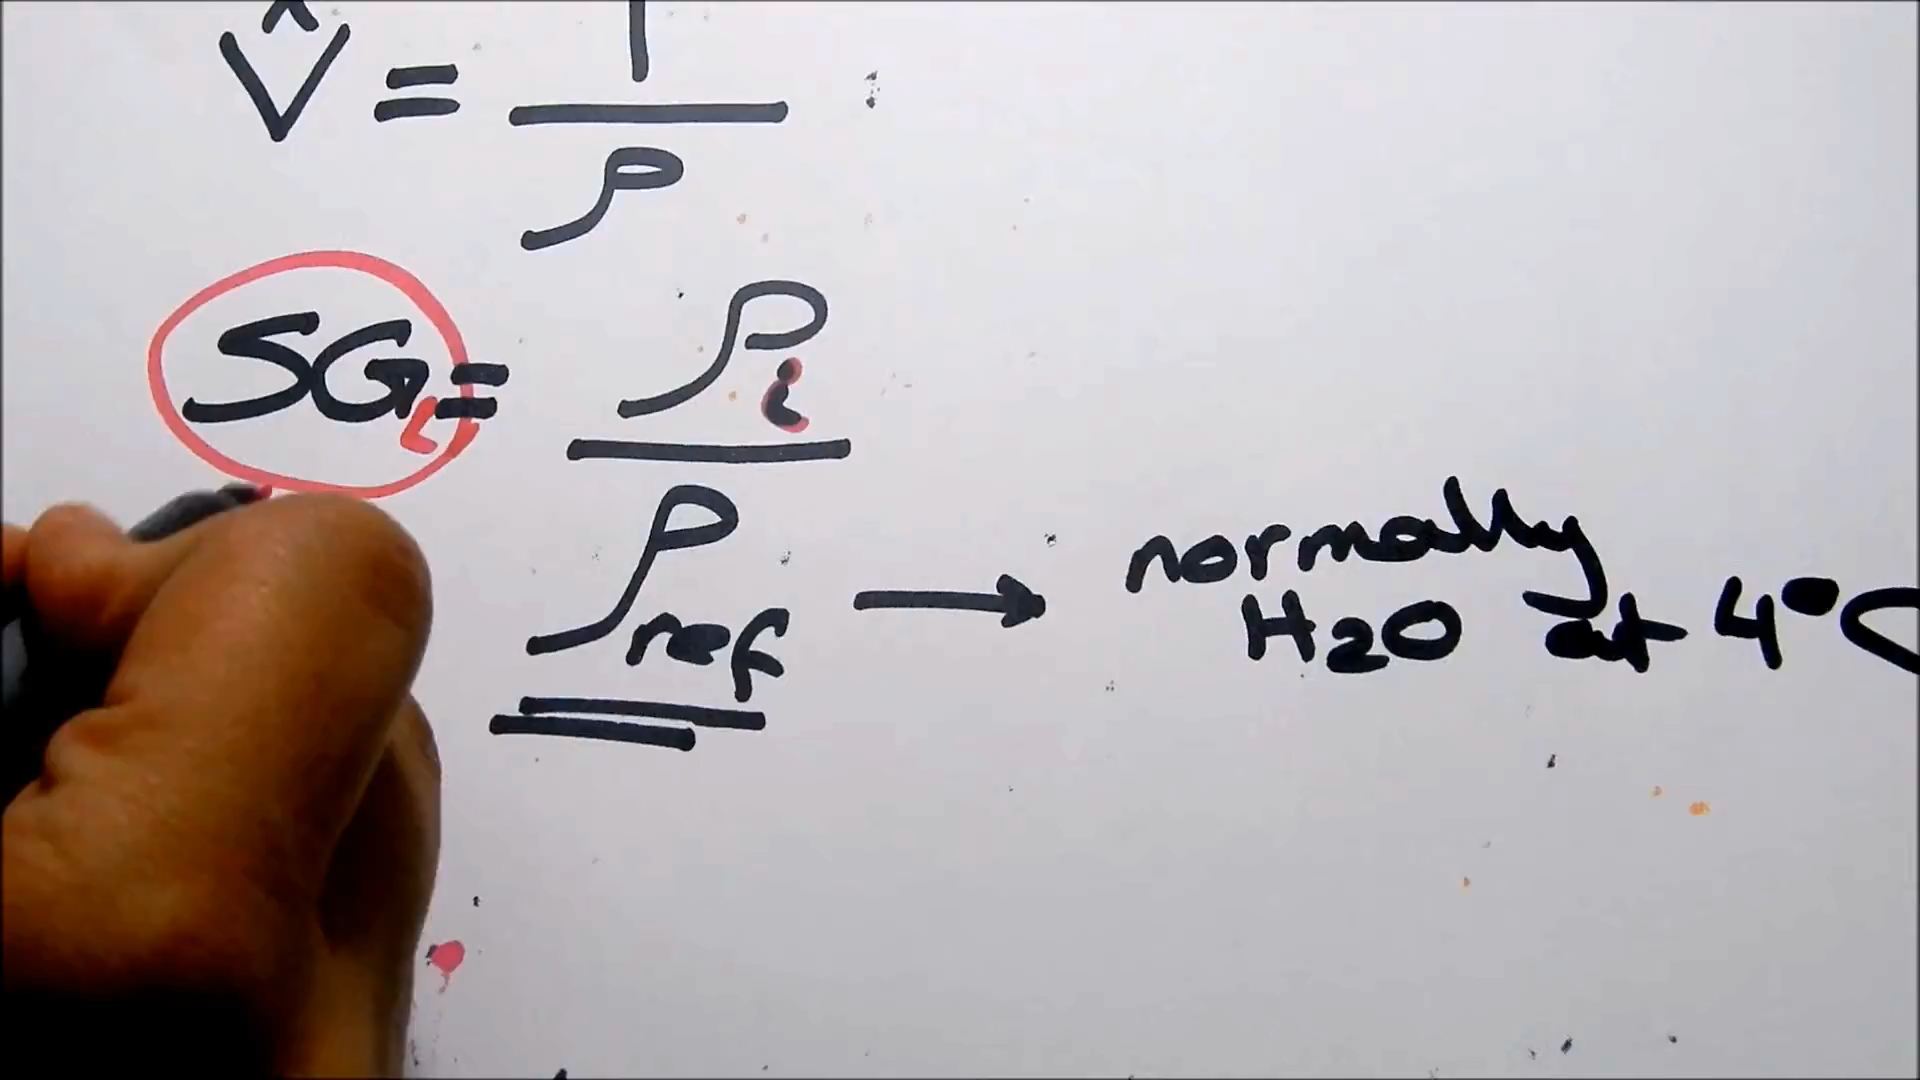 V̂ = 1
ρ
SGi = ρi
ρref → normally
H2O at 4°C